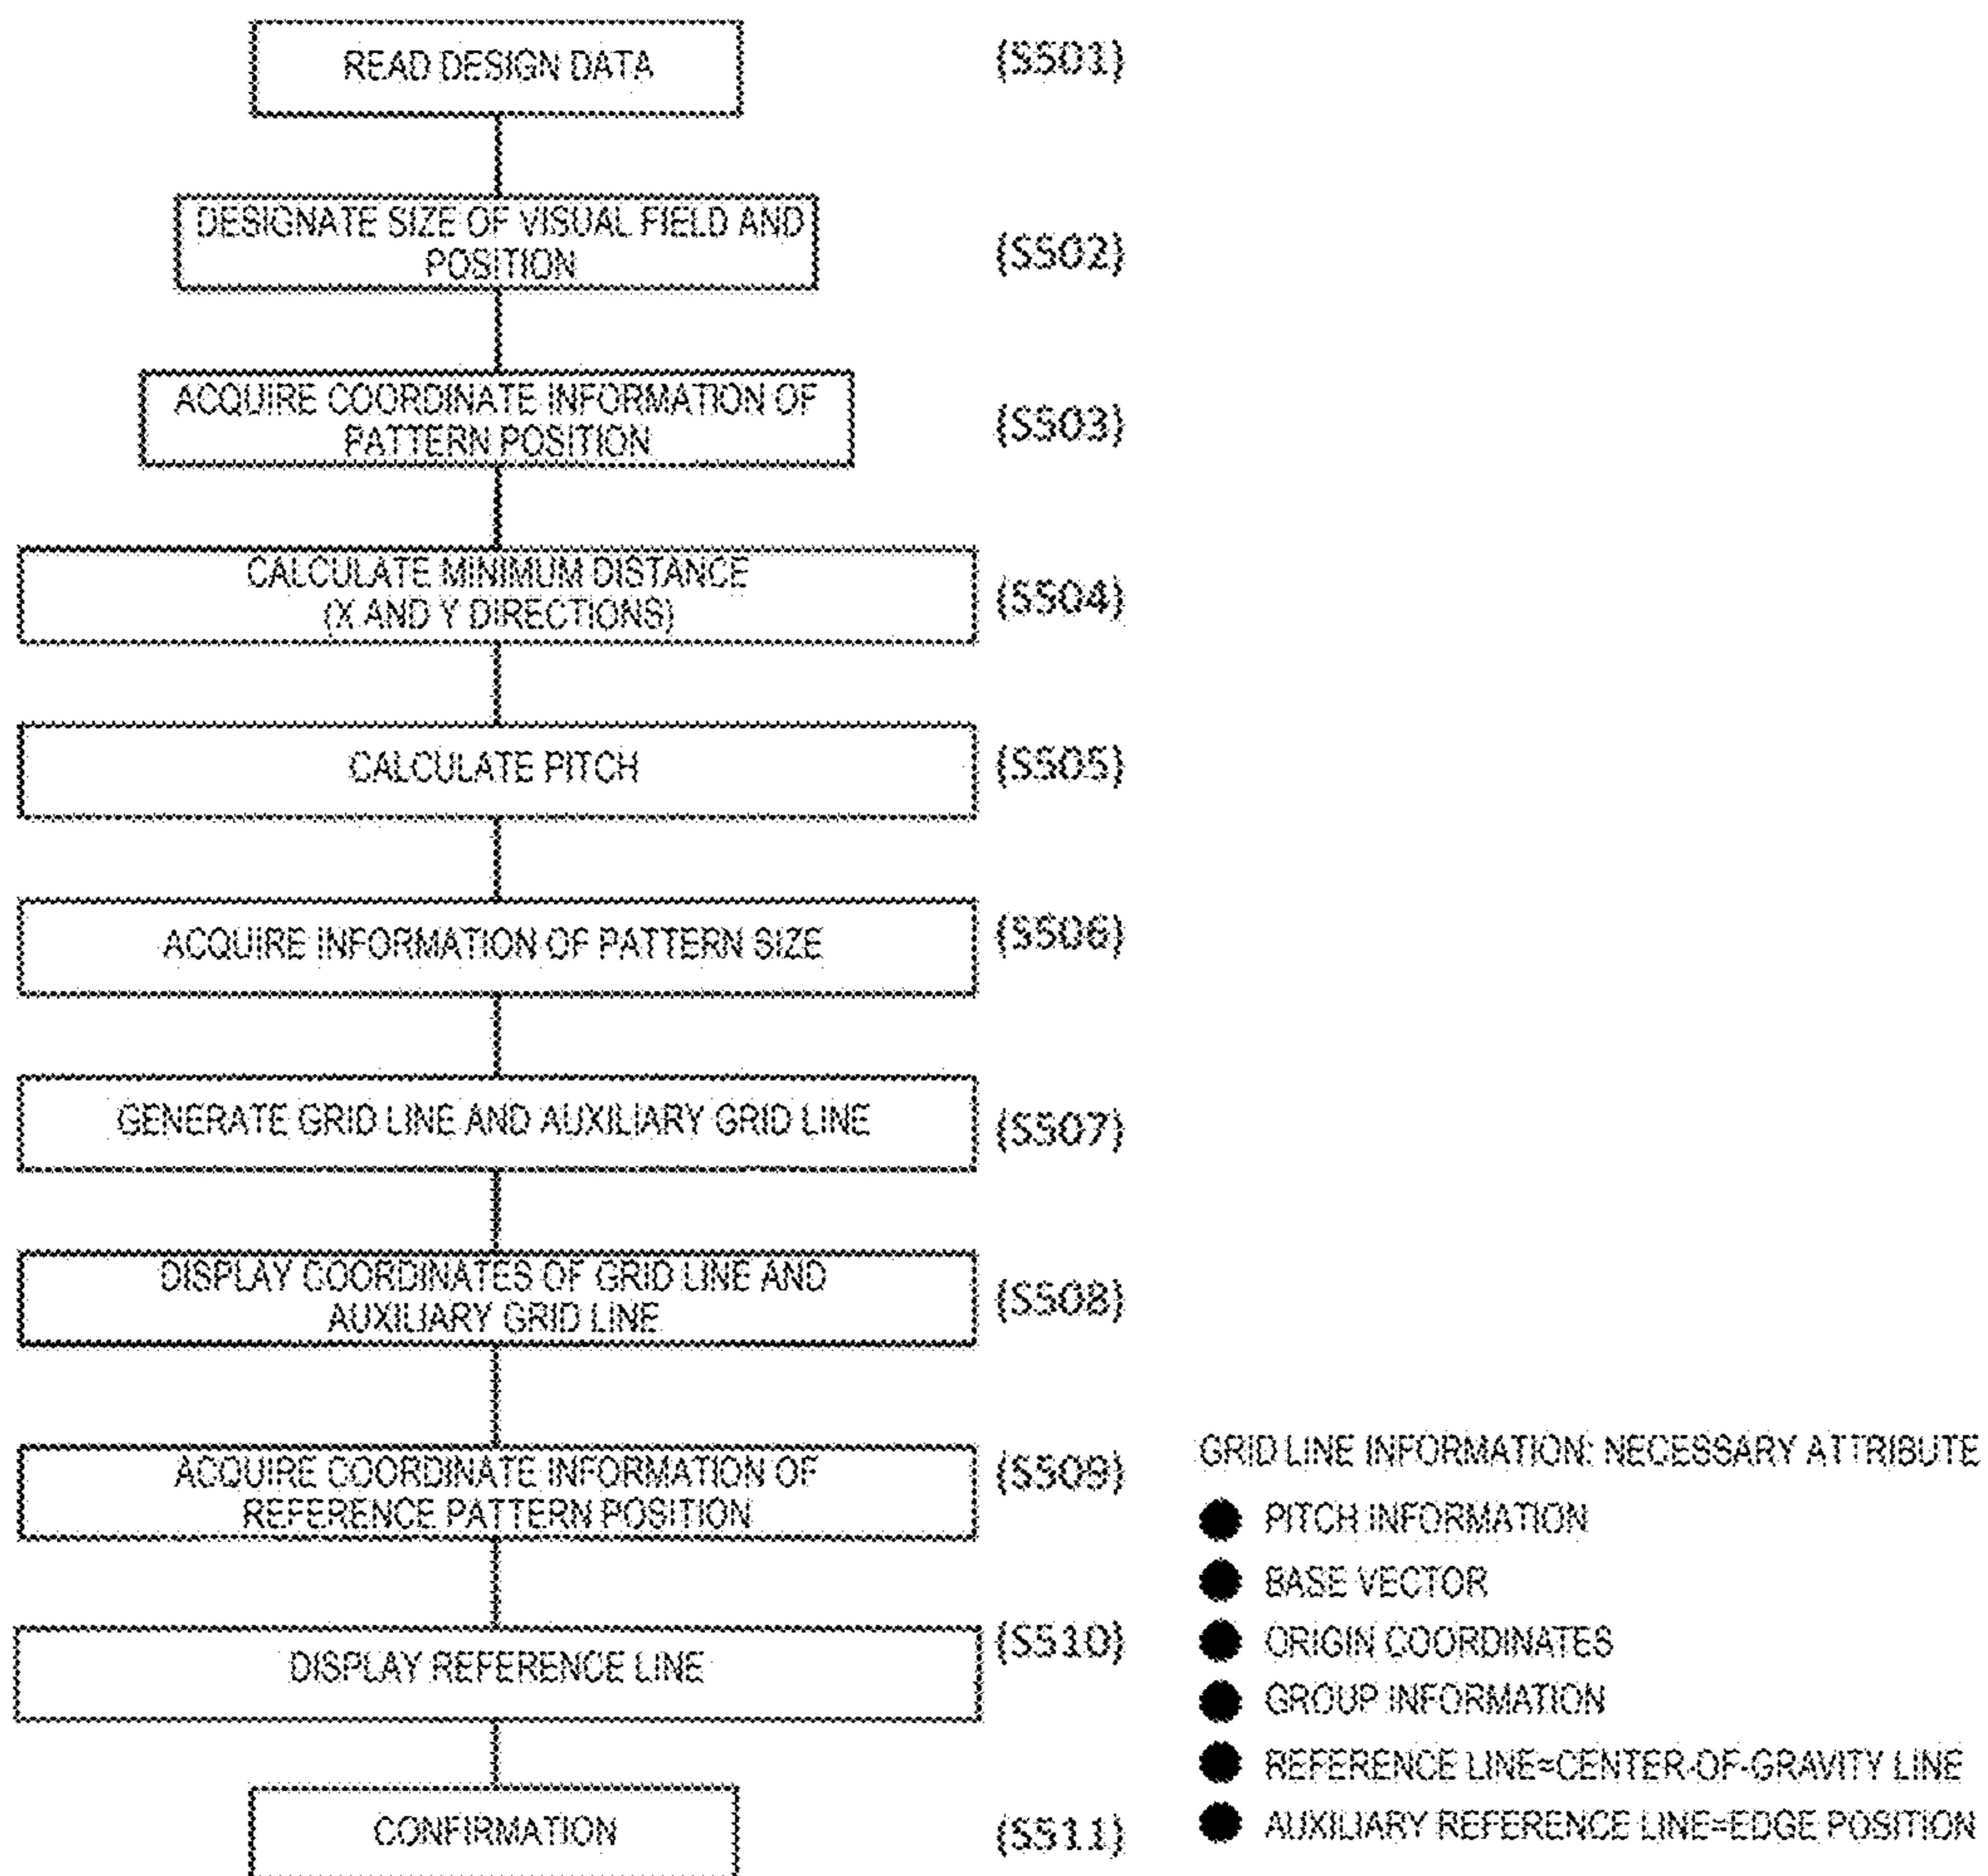 READ DESIGN DATA
(S501)
DESIGNATE SIZE OF VISUAL FIELD AND
POSITION
(S502)
ACQUIRE COORDINATE INFORMATION OF
PATTERN POSITION
(S503)
CALCULATE MINIMUM DISTANCE
(X AND Y DIRECTIONS)
(S504)
CALCULATE PITCH
(S505)
ACQUIRE INFORMATION OF PATTERN SIZE
(S506)
GENERATE GRID LINE AND AUXILIARY GRID LINE
(S507)
DISPLAY COORDINATES OF GRID LINE AND
AUXILIARY GRID LINE
(S508)
ACQUIRE COORDINATE INFORMATION OF
REFERENCE PATTERN POSITION
(S509)
DISPLAY REFERENCE LINE
(S510)
CONFIRMATION
(S511)
GRID LINE INFORMATION: NECESSARY ATTRIBUTE
● PITCH INFORMATION
● BASE VECTOR
● ORIGIN COORDINATES
● GROUP INFORMATION
● REFERENCE LINE=CENTER-OF-GRAVITY LINE
● AUXILIARY REFERENCE LINE=EDGE POSITION